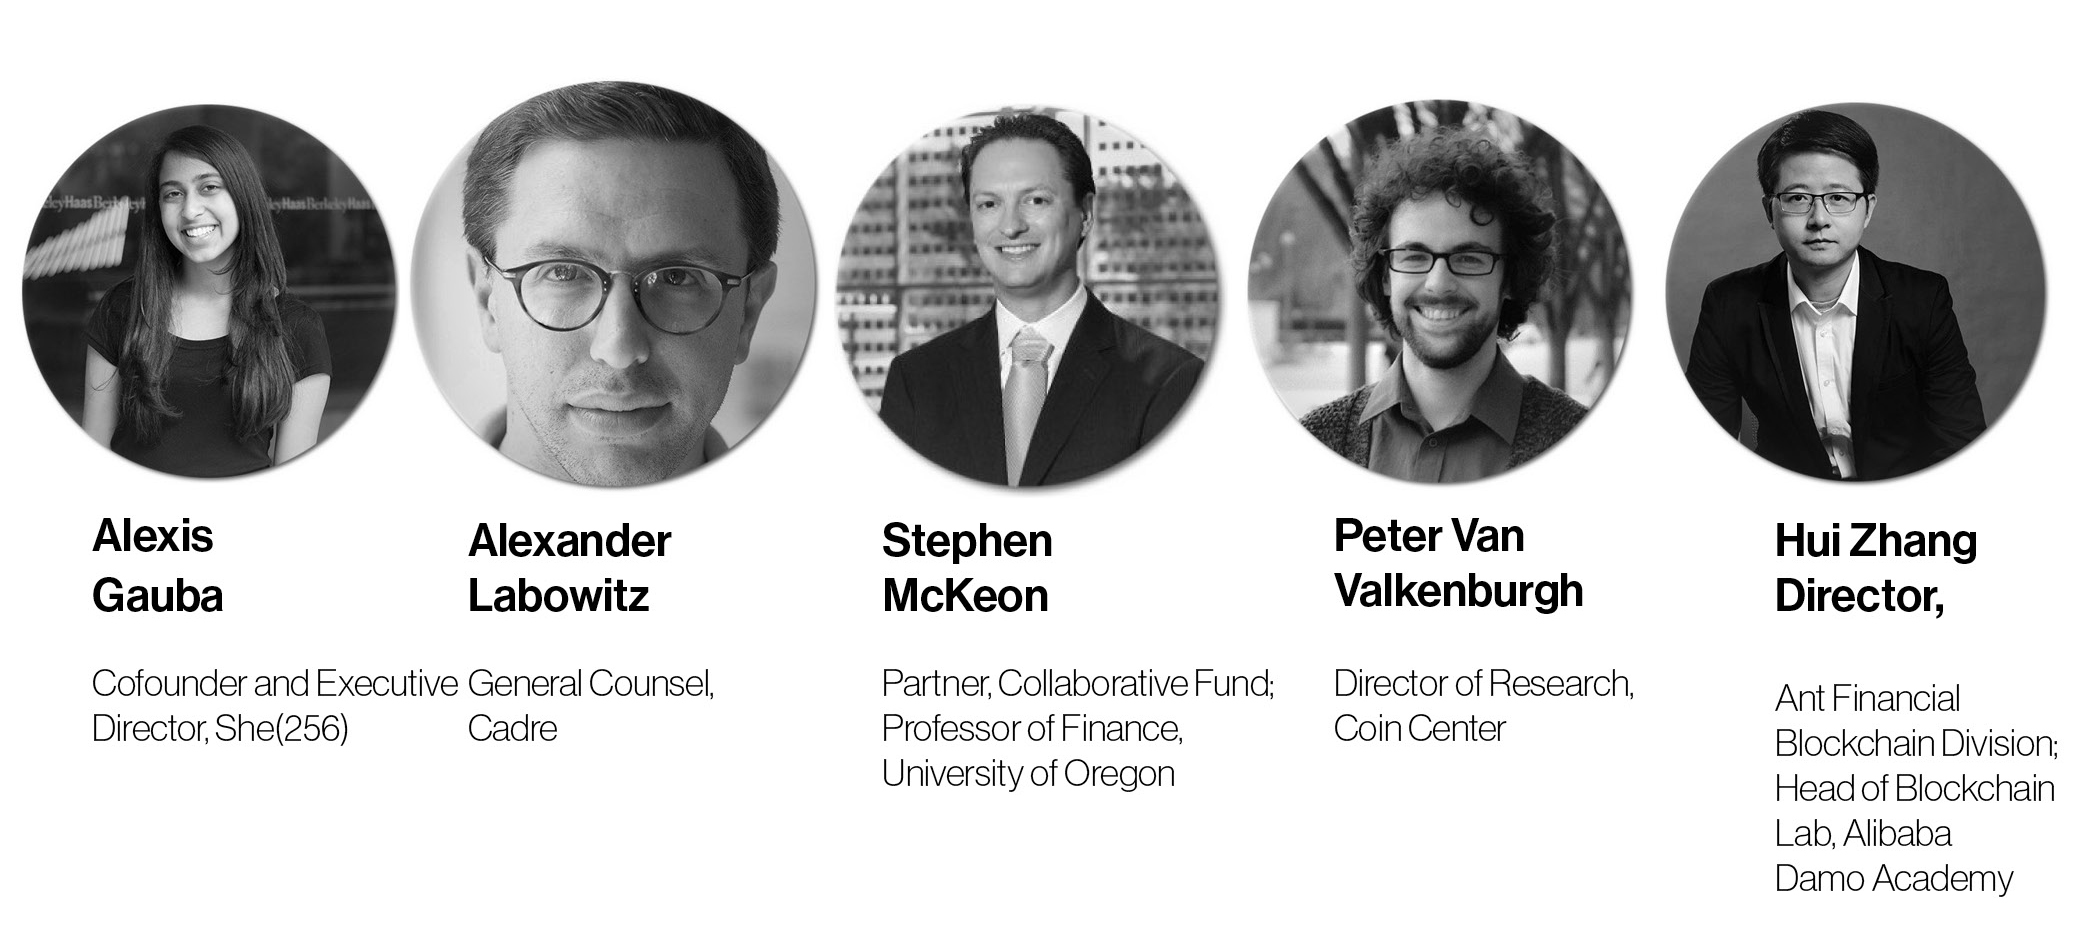 Alexis
Gauba
Cofounder and Executive
Director, She(256)
Alexander
Labowitz
General Counsel,
Cadre
Stephen
McKeon
Partner, Collaborative Fund;
Professor of Finance,
University of Oregon
Peter Van
Valkenburgh
Director of Research,
Coin Center
Hui Zhang
Director,
Ant Financial
Blockchain Division;
Head of Blockchain
Lab, Alibaba
Damo Academy